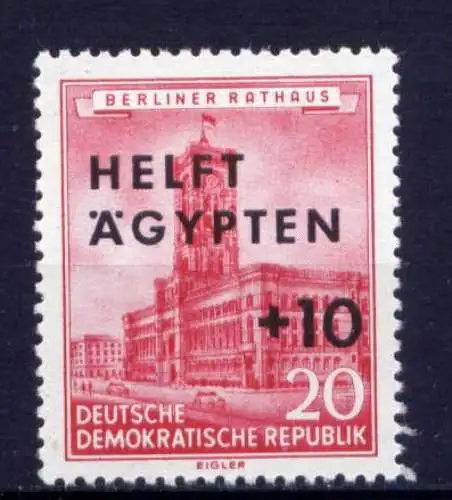 BERLINER RATHAUS
HELFT
ÄGYPTEN
+10
20
DEUTSCHE
DEMOKRATISCHE REPUBLIK
EIGLER